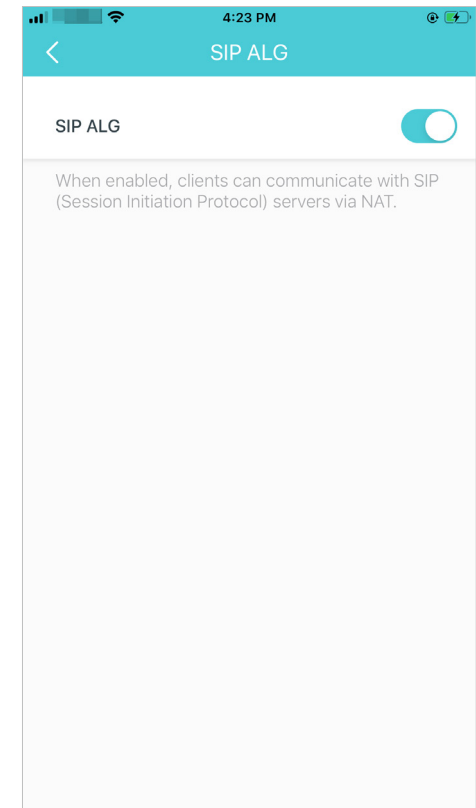 4:23 PM
SIP ALG
SIP ALG
When enabled, clients can communicate with SIP
(Session Initiation Protocol) servers via NAT.